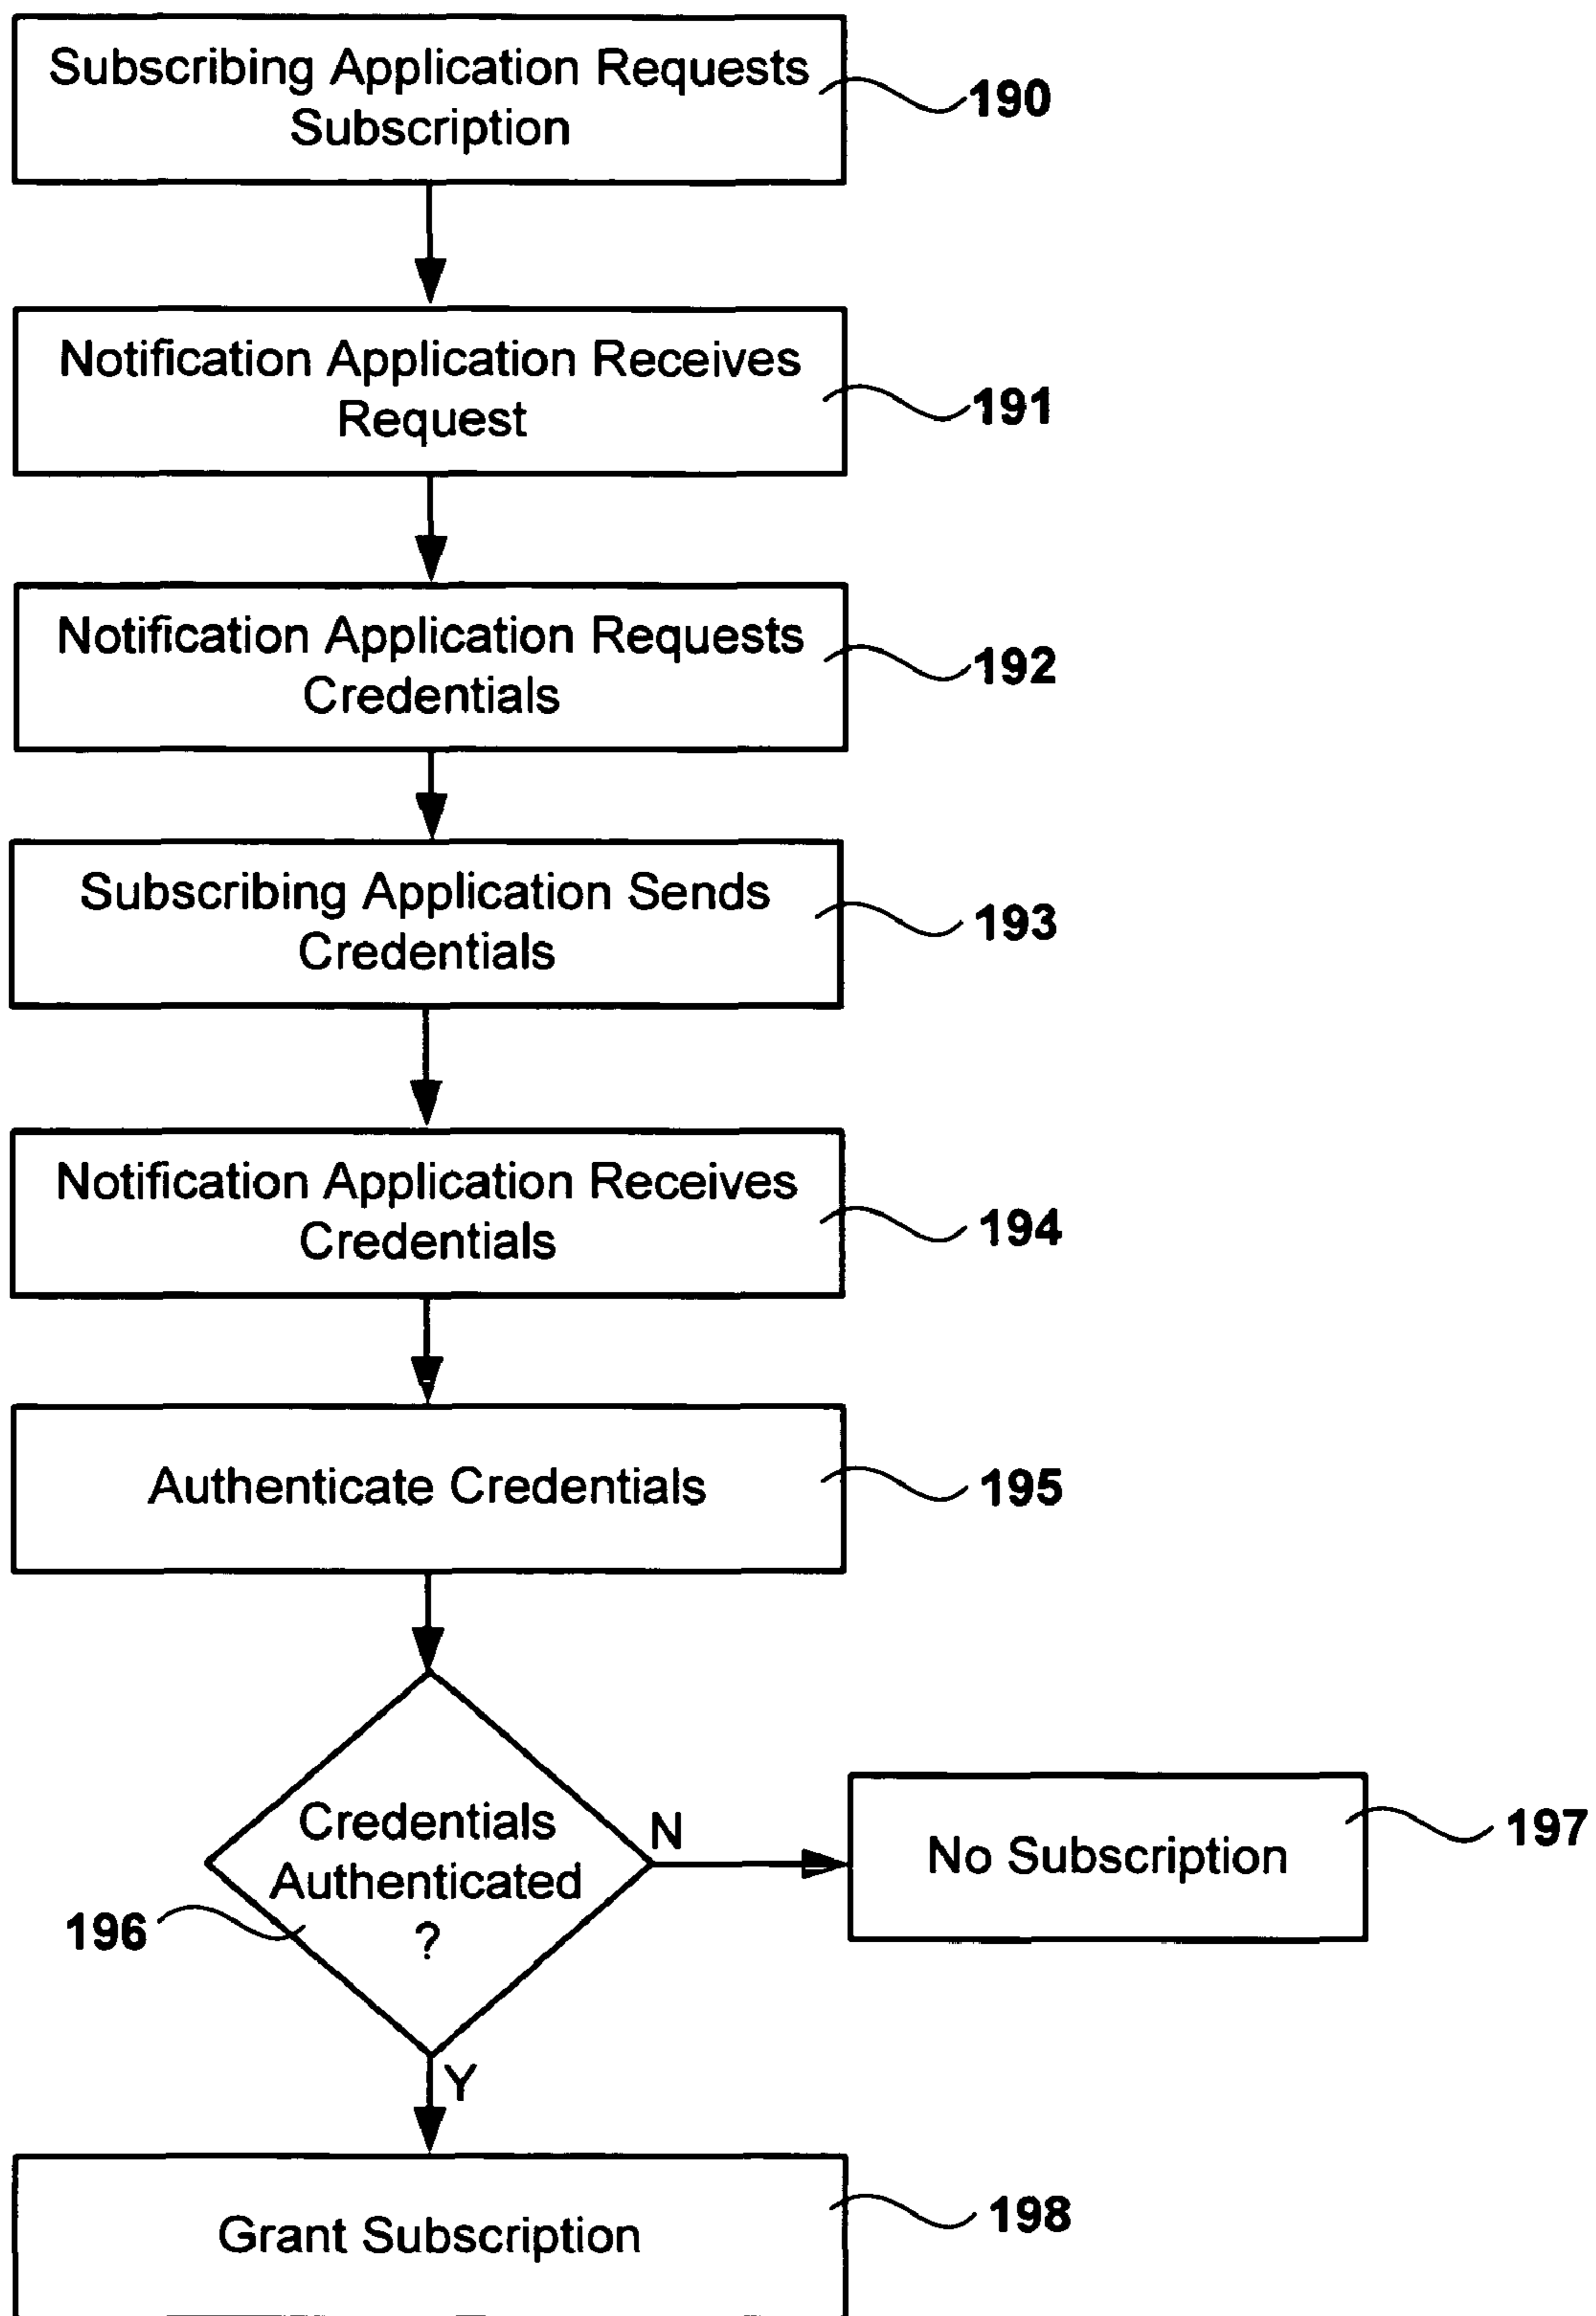 Subscribing Application Requests
Subscription
190
Notification Application Receives
Request
191
Notification Application Requests
Credentials
192
Subscribing Application Sends
Credentials
193
Notification Application Receives
Credentials
194
Authenticate Credentials
195
Credentials
Authenticated
?
196
N
No Subscription
197
Y
Grant Subscription
198